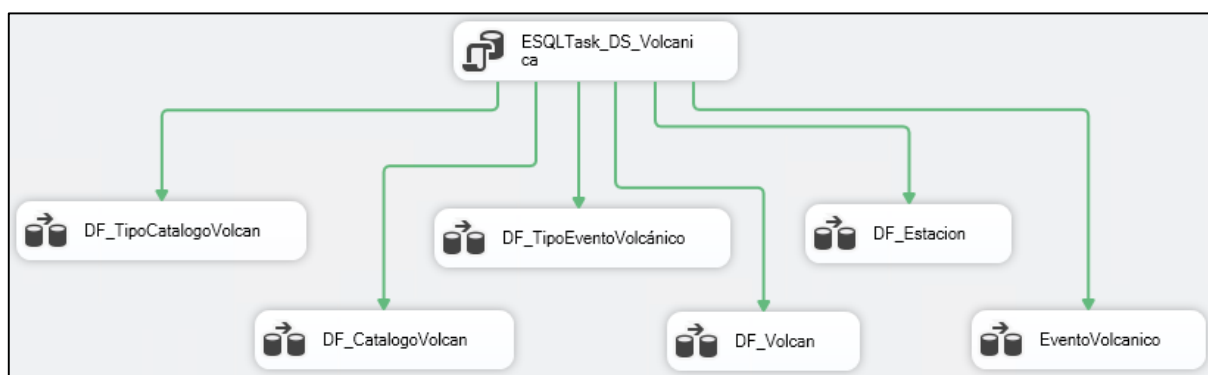 ESQLTask_DS_Volcani
ca
DF_TipoCatalogoVolcan
DF_TipoEventoVolcánico
DF_Estacion
DF_CatalogoVolcan
DF_Volcan
EventoVolcanico